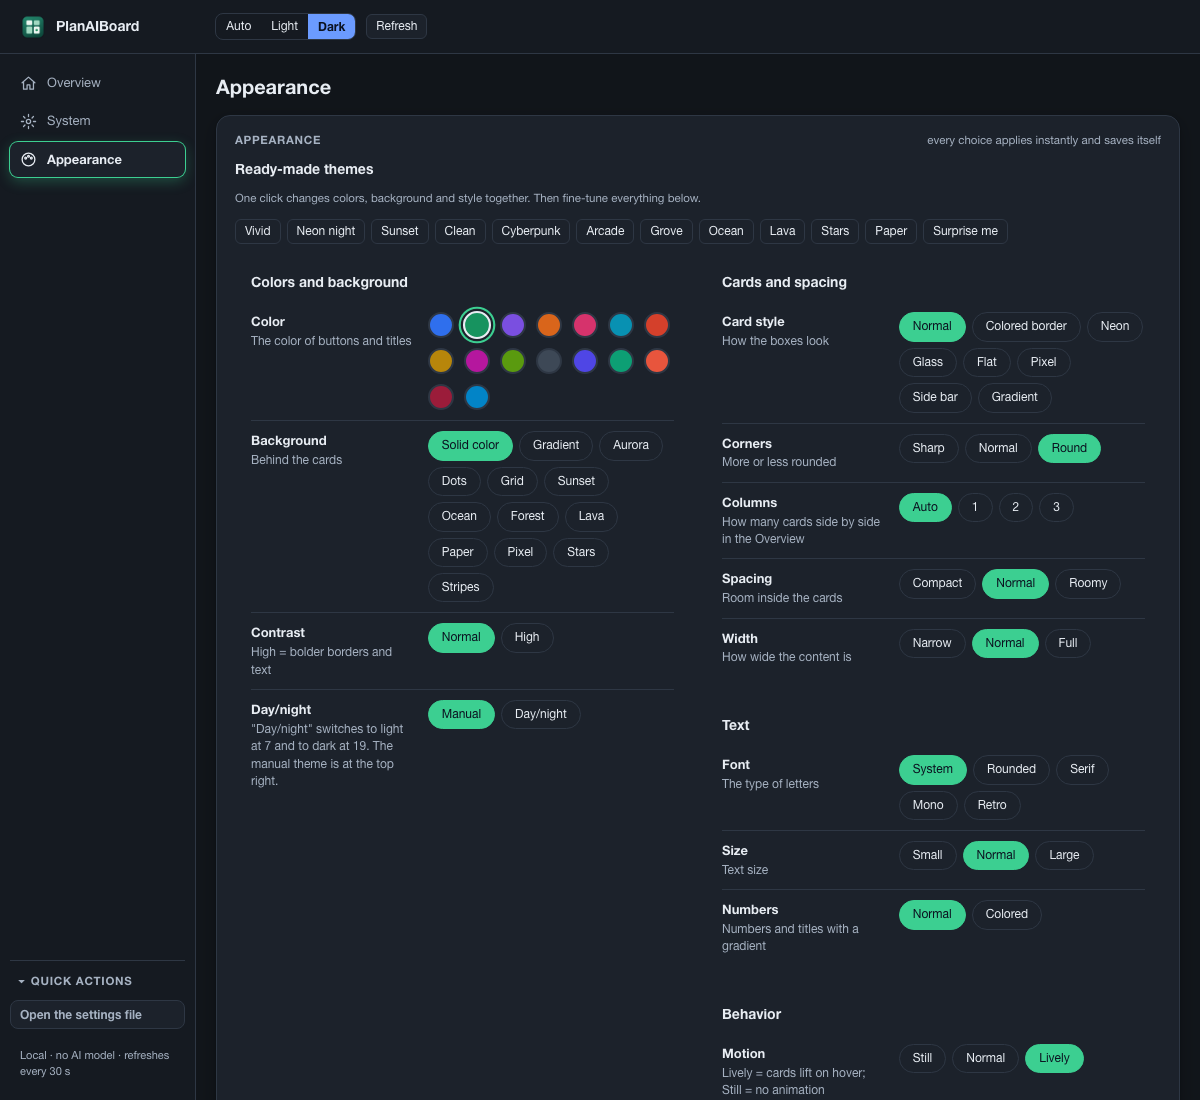 PlanAIBoard
Auto Light Dark Refresh
Overview
System
Appearance
QUICK ACTIONS
Open the settings file
Local · no AI model · refreshes
every 30 s
Appearance
APPEARANCE
every choice applies instantly and saves itself
Ready-made themes
One click changes colors, background and style together. Then fine-tune everything below.
Vivid Neon night Sunset Clean Cyberpunk Arcade Grove Ocean Lava Stars Paper Surprise me
Colors and background
Color
The color of buttons and titles
Background
Behind the cards
Solid color Gradient Aurora
Dots Grid Sunset
Ocean Forest Lava
Paper Pixel Stars
Stripes
Contrast
High = bolder borders and
text
Normal High
Day/night
"Day/night" switches to light
at 7 and to dark at 19. The
manual theme is at the top
right.
Manual Day/night
Cards and spacing
Card style
How the boxes look
Normal Colored border Neon
Glass Flat Pixel
Side bar Gradient
Corners
More or less rounded
Sharp Normal Round
Columns
How many cards side by side
in the Overview
Auto 1 2 3
Spacing
Room inside the cards
Compact Normal Roomy
Width
How wide the content is
Narrow Normal Full
Text
Font
The type of letters
System Rounded Serif
Mono Retro
Size
Text size
Small Normal Large
Numbers
Numbers and titles with a
gradient
Normal Colored
Behavior
Motion
Lively = cards lift on hover;
Still = no animation
Still Normal Lively